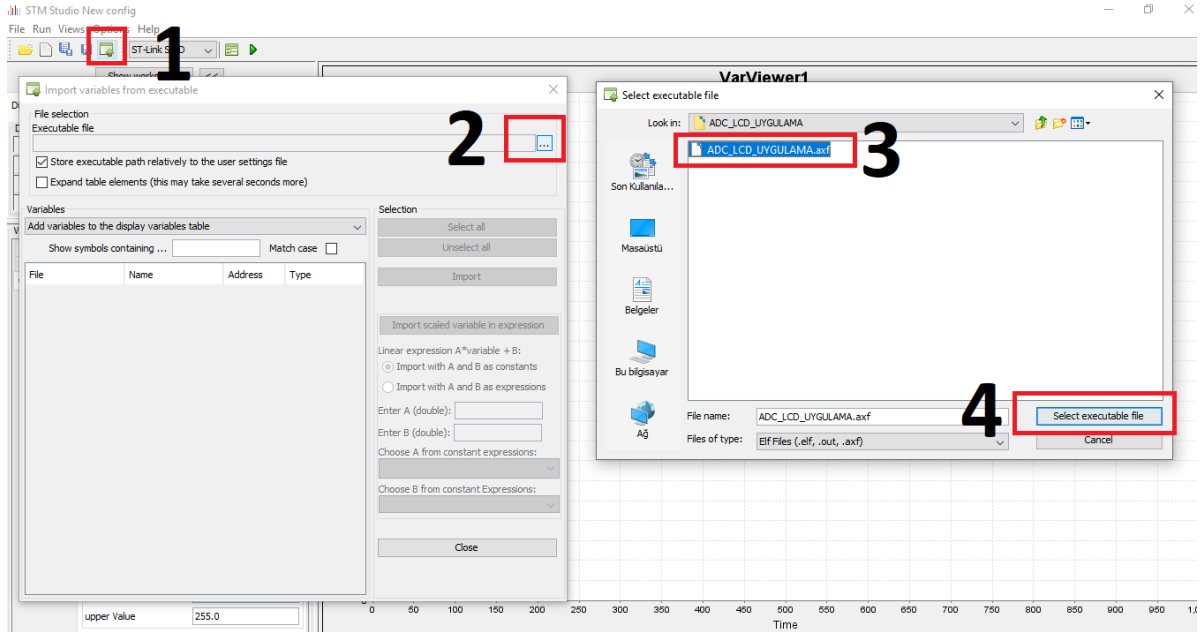 STM Studio New config
File Run Views Options Help
1
ST-Link SWD
<<
VarViewer1
Import variables from executable
File selection
Executable file
...
2
Store executable path relatively to the user settings file
Expand table elements (this may take several seconds more)
Variables
Add variables to the display variables table
Show symbols containing ...
Match case
File Name Address Type
Selection
Select all
Unselect all
Import
Import scaled variable in expression
Linear expression A*variable + B:
Import with A and B as constants
Import with A and B as expressions
Enter A (double):
Enter B (double):
Choose A from constant expressions:
Choose B from constant Expressions:
Close
Select executable file
Look in: ADC_LCD_UYGULAMA
ADC_LCD_UYGULAMA.axf
3
Son Kullanıla...
Masaüstü
Belgeler
Bu bilgisayar
Ağ
File name: ADC_LCD_UYGULAMA.axf
Files of type: Elf Files (.elf, .out, .axf)
4
Select executable file
Cancel
upper Value 255.0
0 50 100 150 200 250 300 350 400 450 500 550 600 650 700 750 800 850 900 950
Time